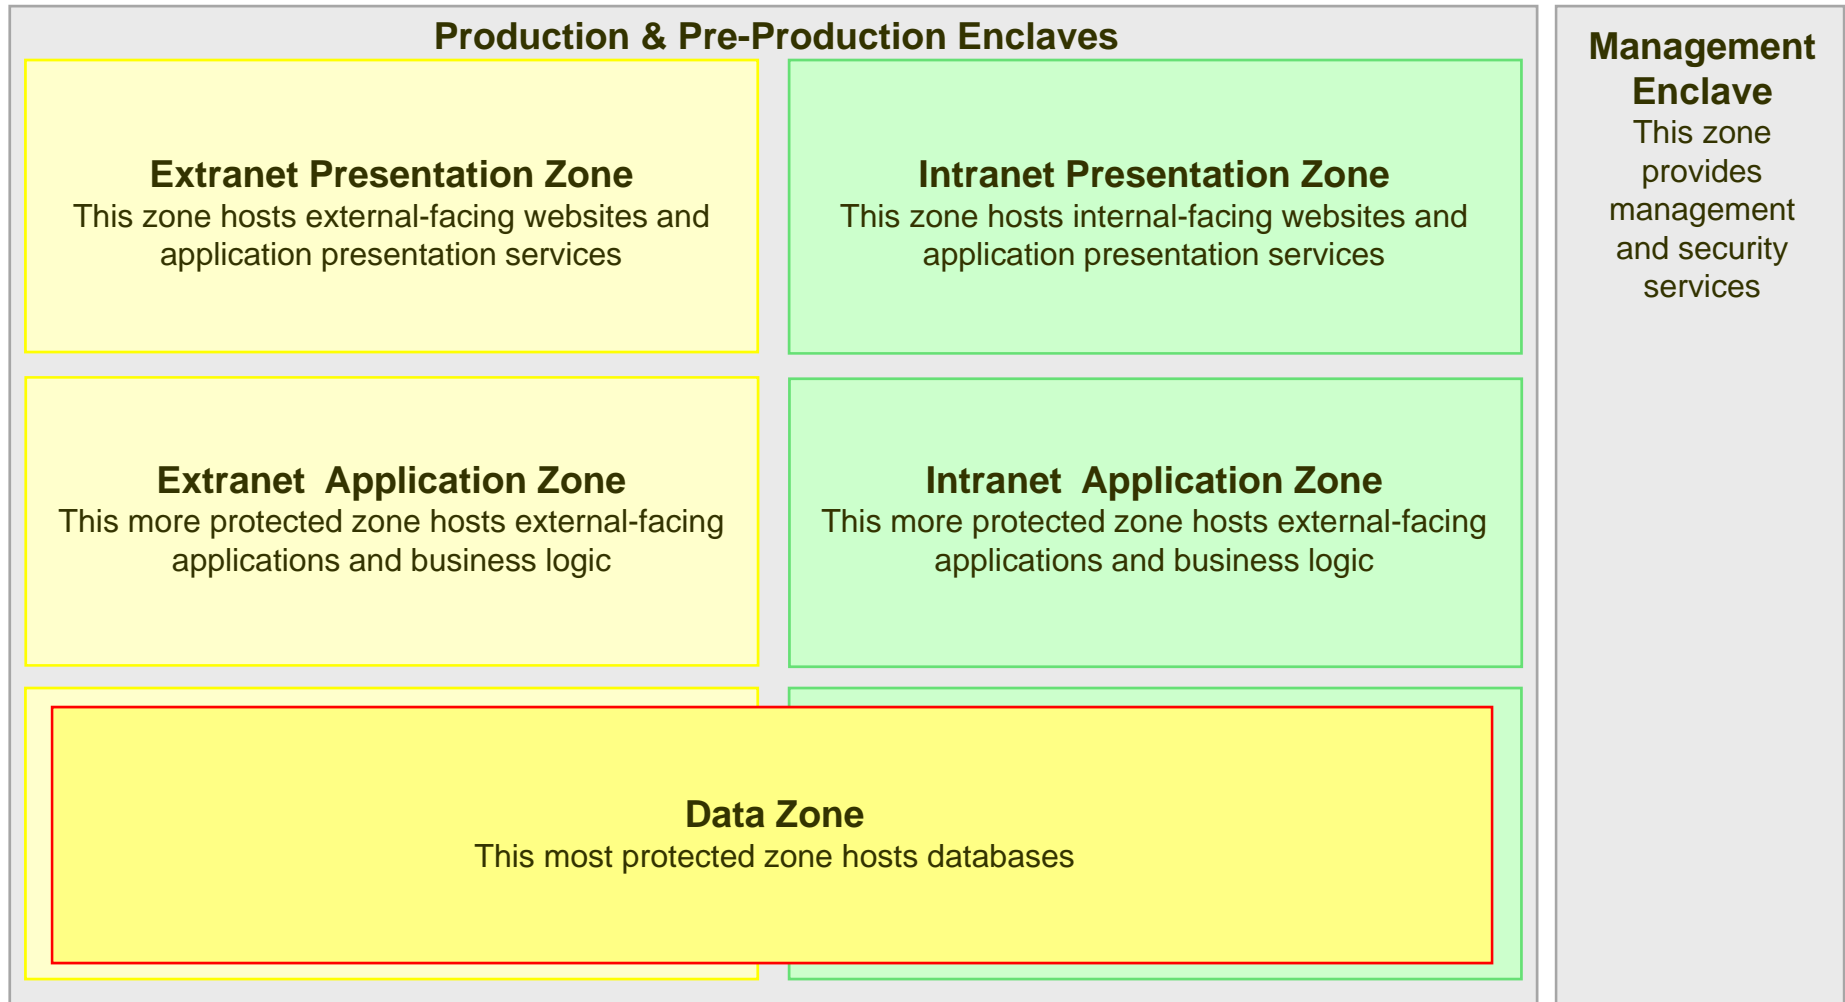 Production & Pre-Production Enclaves
Extranet Presentation Zone
This zone hosts external-facing websites and
application presentation services
Intranet Presentation Zone
This zone hosts internal-facing websites and
application presentation services
Extranet  Application Zone
This more protected zone hosts external-facing
applications and business logic
Intranet  Application Zone
This more protected zone hosts external-facing
applications and business logic
Data Zone
This most protected zone hosts databases
Management
Enclave
This zone
provides
management
and security
services